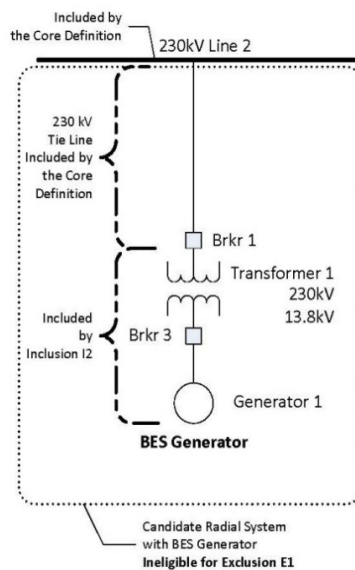 Included by
the Core Definition
230kV Line 2
230 kV
Tie Line
Included by
the Core
Definition
Brkr 1
Transformer 1
230kV
13.8kV
Included
by
Inclusion I2
Brkr 3
Generator 1
BES Generator
Candidate Radial System
with BES Generator
Ineligible for Exclusion E1